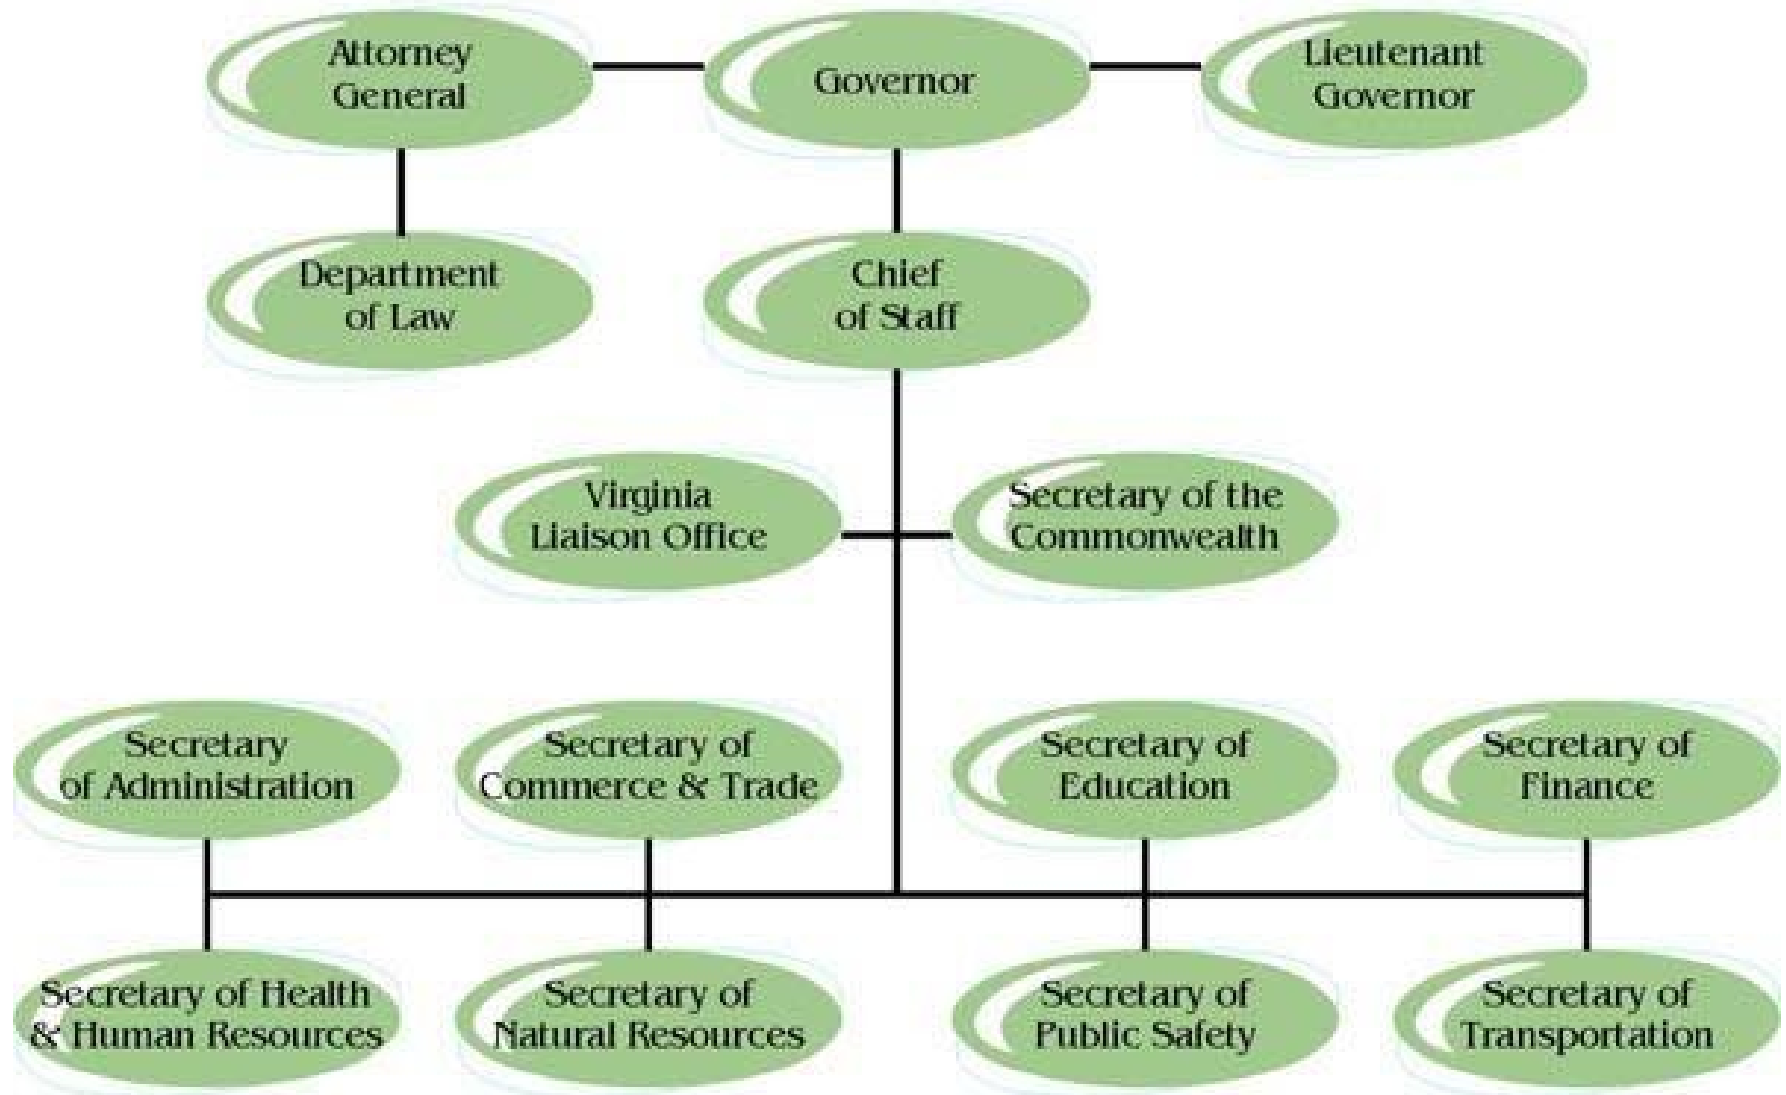 Attorney
General
Governor
Lieutenant
Governor
Department
of Law
Chief
of Staff
Virginia
Liaison Office
Secretary of the
Commonwealth
Secretary
of Administration
Secretary of
Commerce & Trade
Secretary of
Education
Secretary of
Finance
Secretary of Health
& Human Resources
Secretary of
Natural Resources
Secretary of
Public Safety
Secretary of
Transportation